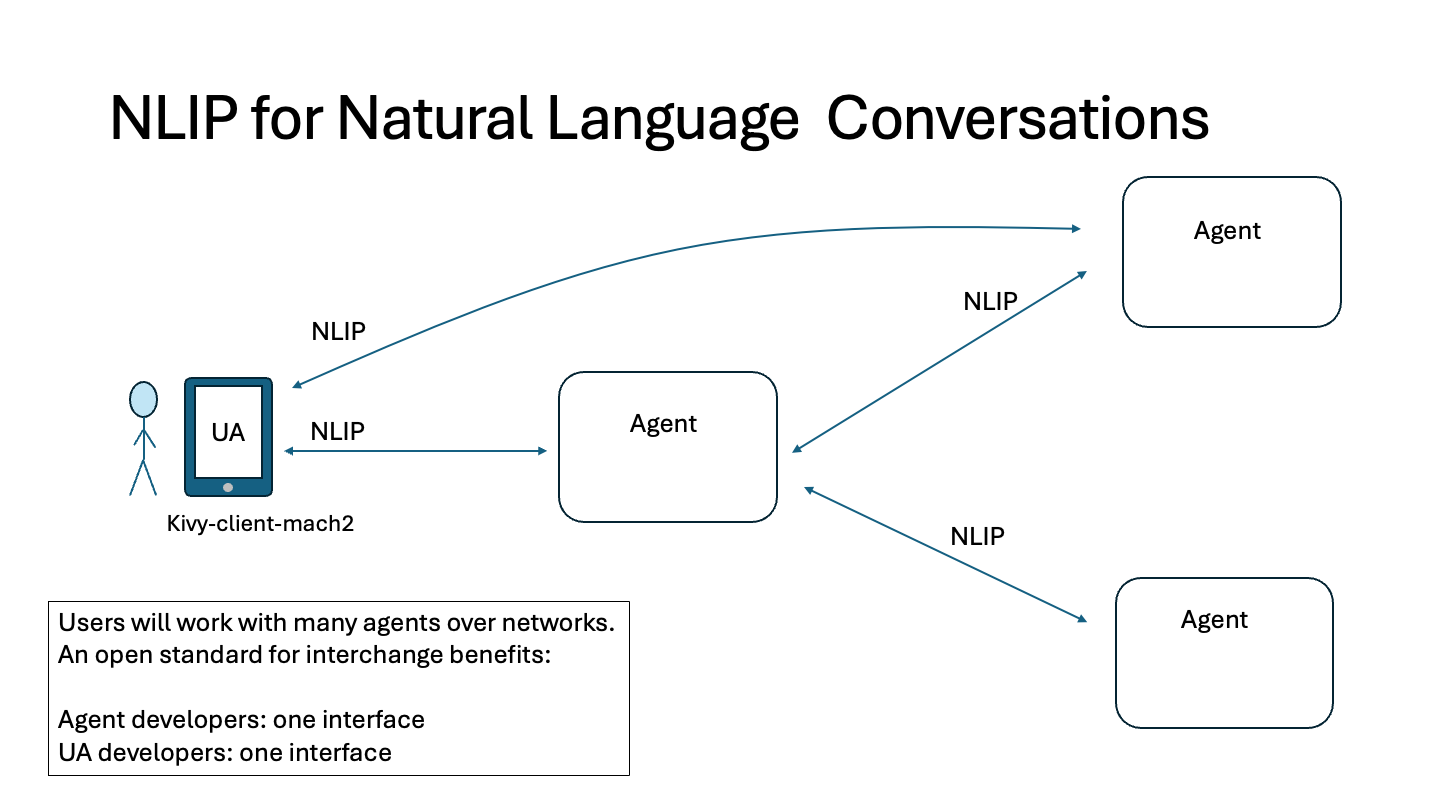 NLIP for Natural Language  Conversations
Agent
NLIP
NLIP
Agent
UA
NLIP
Kivy-client-mach2
NLIP
Agent
Users will work with many agents over networks.
An open standard for interchange benefits:
Agent developers: one interface
UA developers: one interface